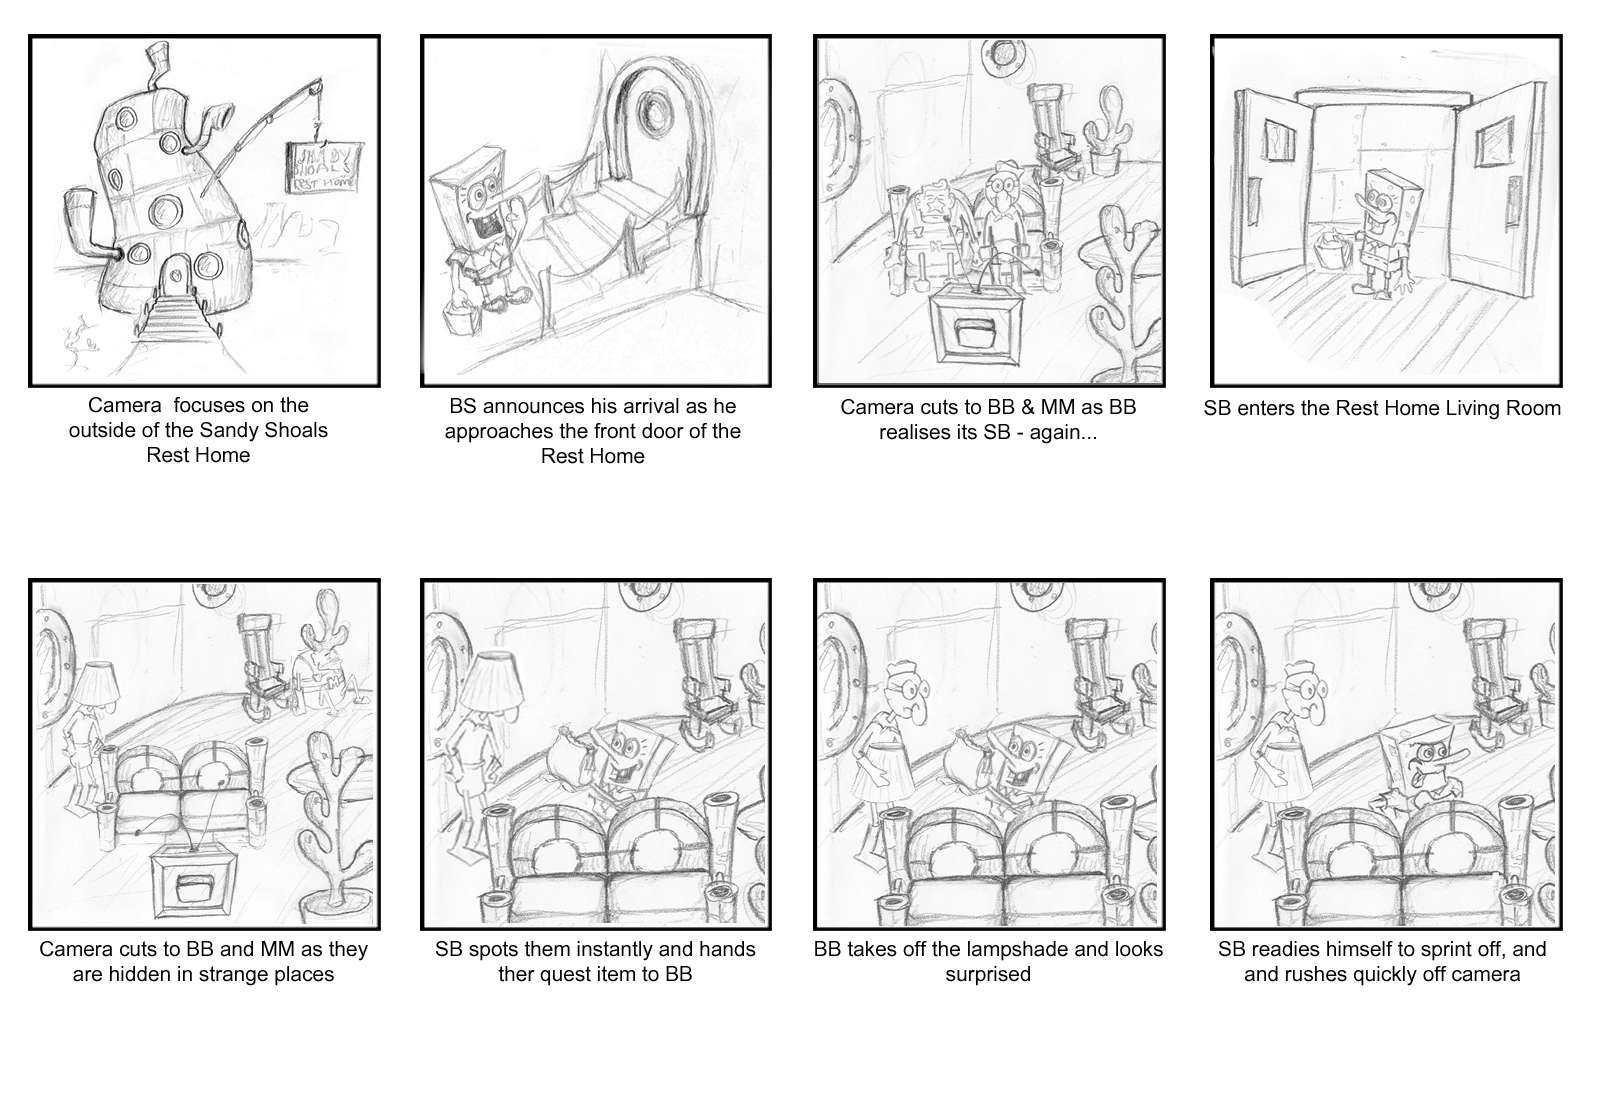 SHADY
SHOALS
REST HOME
Camera focuses on the
outside of the Sandy Shoals
Rest Home
BS announces his arrival as he
approaches the front door of the
Rest Home
M
Camera cuts to BB & MM as BB
realises its SB - again...
SB enters the Rest Home Living Room
M
Camera cuts to BB and MM as they
are hidden in strange places
SB spots them instantly and hands
ther quest item to BB
BB takes off the lampshade and looks
surprised
SB readies himself to sprint off, and
and rushes quickly off camera